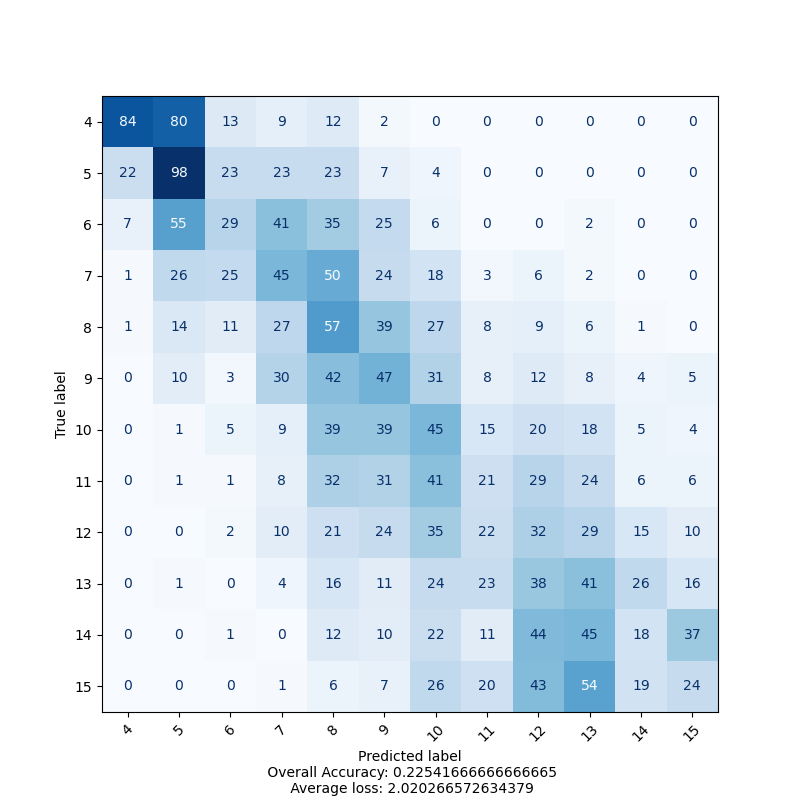 4 84 80 13 9 12 2 0 0 0 0 0 0
5 22 98 23 23 23 7 4 0 0 0 0 0
6 7 55 29 41 35 25 6 0 0 2 0 0
7 1 26 25 45 50 24 18 3 6 2 0 0
8 1 14 11 27 57 39 27 8 9 6 1 0
9 0 10 3 30 42 47 31 8 12 8 4 5
True label
10 0 1 5 9 39 39 45 15 20 18 5 4
11 0 1 1 8 32 31 41 21 29 24 6 6
12 0 0 2 10 21 24 35 22 32 29 15 10
13 0 1 0 4 16 11 24 23 38 41 26 16
14 0 0 1 0 12 10 22 11 44 45 18 37
15 0 0 0 1 6 7 26 20 43 54 19 24
4 5 6 7 8 9 10 11 12 13 14 15
Predicted label
Overall Accuracy: 0.22541666666666665
Average loss: 2.020266572634379